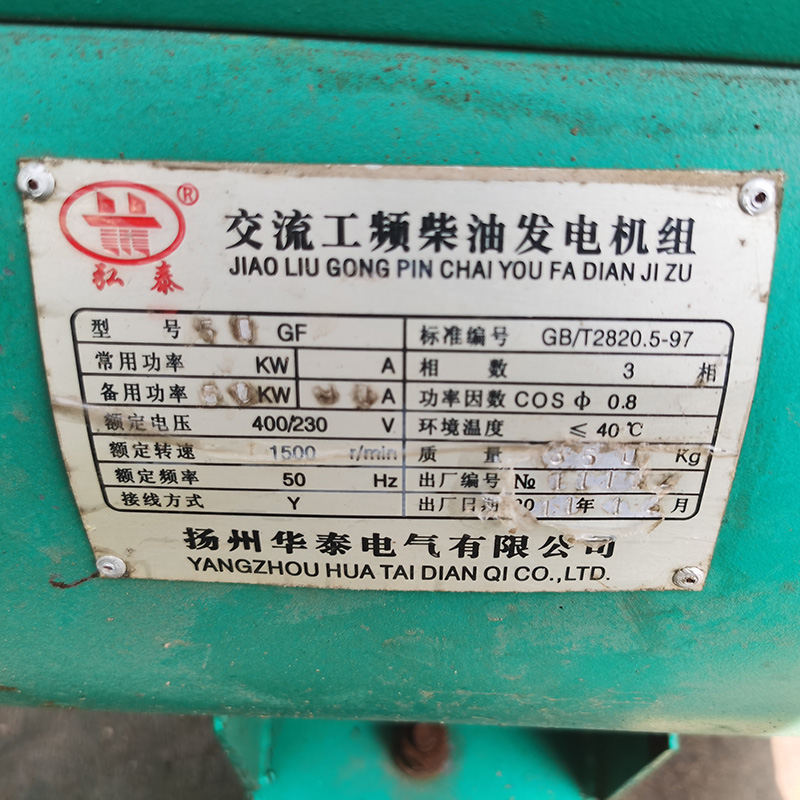 ®
弘泰
交流工频柴油发电机组
JIAO LIU GONG PIN CHAI YOU FA DIAN JI ZU
型 号 50 GF 标准编号 GB/T2820.5-97
常用功率 KW A 相 数 3 相
备用功率 KW A 功率因数 COS φ 0.8
额定电压 400/230 V 环境温度 ≤ 40℃
额定转速 1500 r/min 质 量 Kg
额定频率 50 Hz 出厂编号 №
接线方式 Y 出厂日期 年 月
扬州华泰电气有限公司
YANGZHOU HUA TAI DIAN QI CO.,LTD.